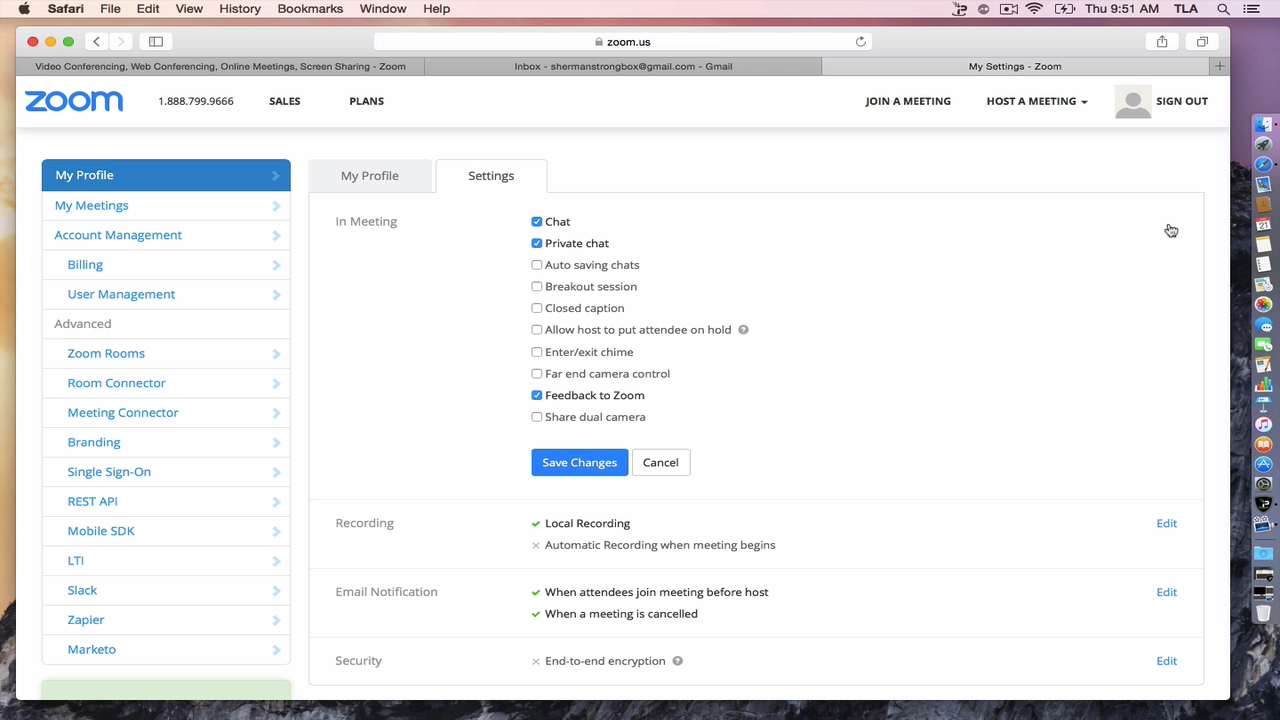 Safari File Edit View History Bookmarks Window Help Thu 9:51 AM TLA
zoom.us
Video Conferencing, Web Conferencing, Online Meetings, Screen Sharing - Zoom
Inbox - shermanstrongbox@gmail.com - Gmail
My Settings - Zoom
zoom 1.888.799.9666 SALES PLANS JOIN A MEETING HOST A MEETING SIGN OUT
My Profile
My Meetings
Account Management
Billing
User Management
Advanced
Zoom Rooms
Room Connector
Meeting Connector
Branding
Single Sign-On
REST API
Mobile SDK
LTI
Slack
Zapier
Marketo
My Profile Settings
In Meeting
Chat
Private chat
Auto saving chats
Breakout session
Closed caption
Allow host to put attendee on hold ?
Enter/exit chime
Far end camera control
Feedback to Zoom
Share dual camera
Save Changes Cancel
Recording Local Recording Edit
Automatic Recording when meeting begins
Email Notification When attendees join meeting before host Edit
When a meeting is cancelled
Security End-to-end encryption ? Edit
21